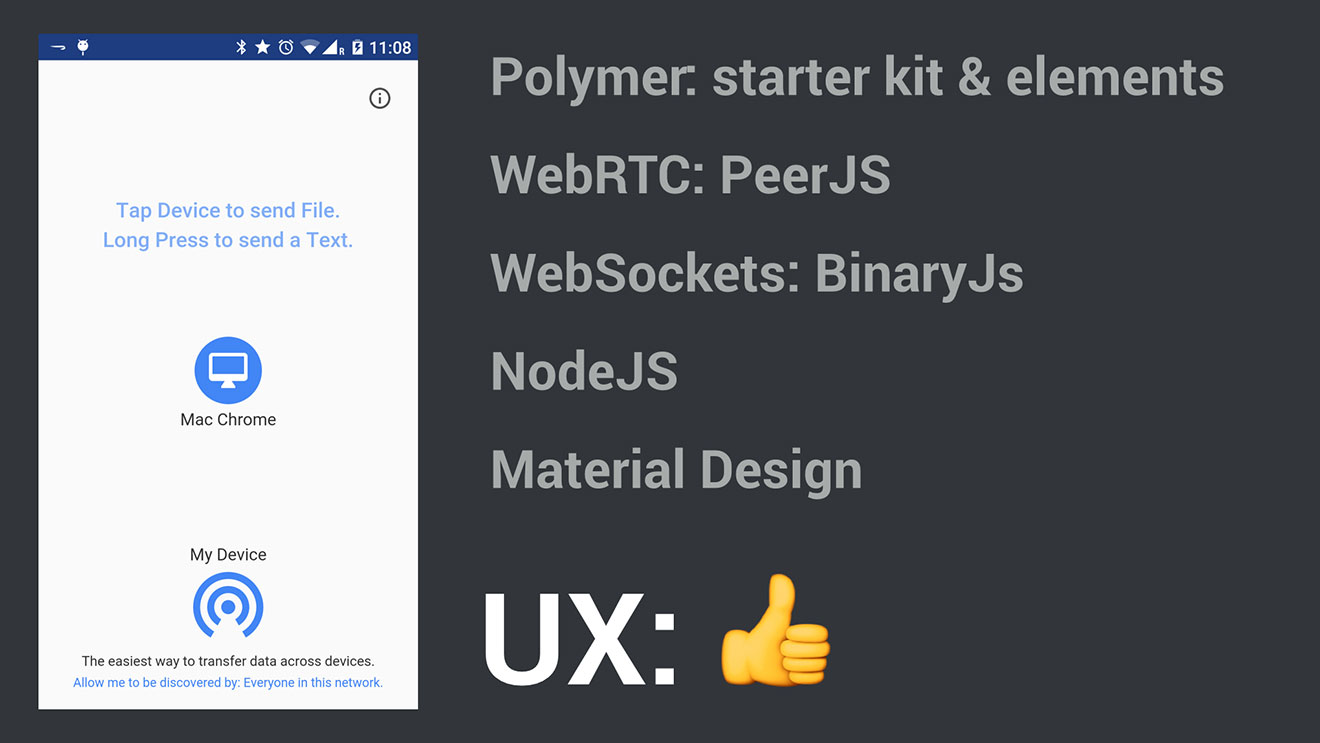 R 11:08
Tap Device to send File.
Long Press to send a Text.
Mac Chrome
My Device
The easiest way to transfer data across devices.
Allow me to be discovered by: Everyone in this network.
Polymer: starter kit & elements
WebRTC: PeerJS
WebSockets: BinaryJs
NodeJS
Material Design
UX: 👍